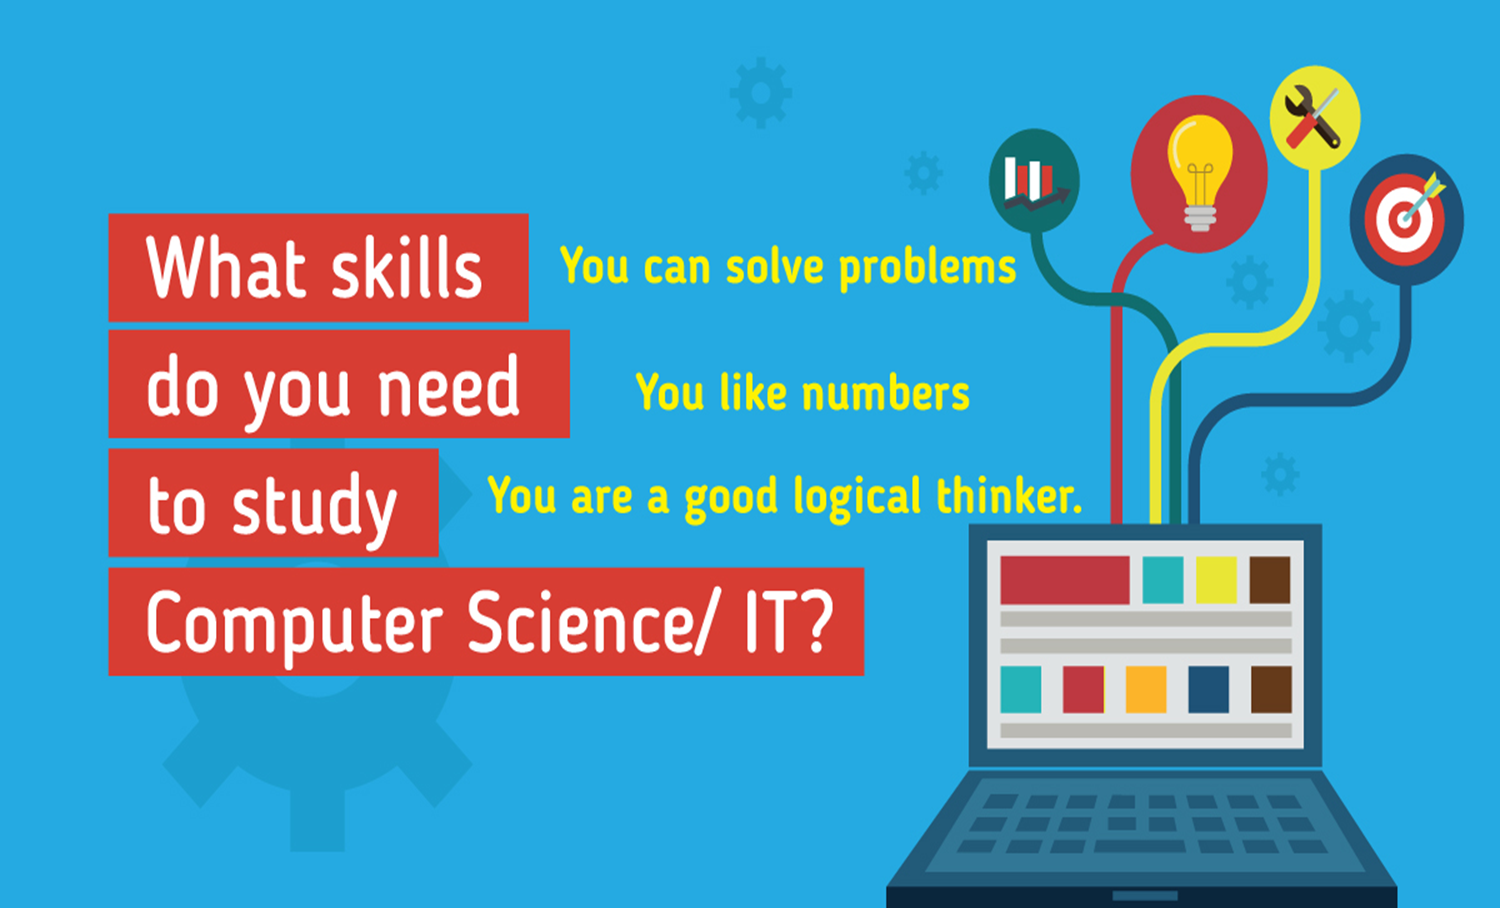 What skills
You can solve problems
do you need
You like numbers
to study
You are a good logical thinker.
Computer Science/ IT?